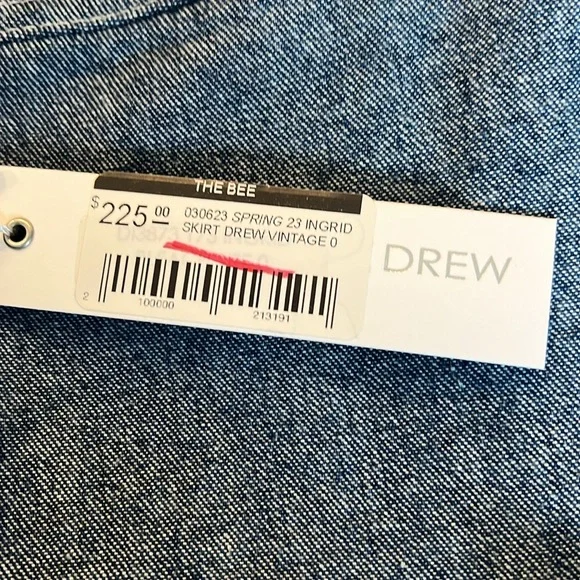 THE BEE
$225.00 030623 SPRING 23 INGRID
SKIRT DREW VINTAGE 0
2 100000 213191
DREW